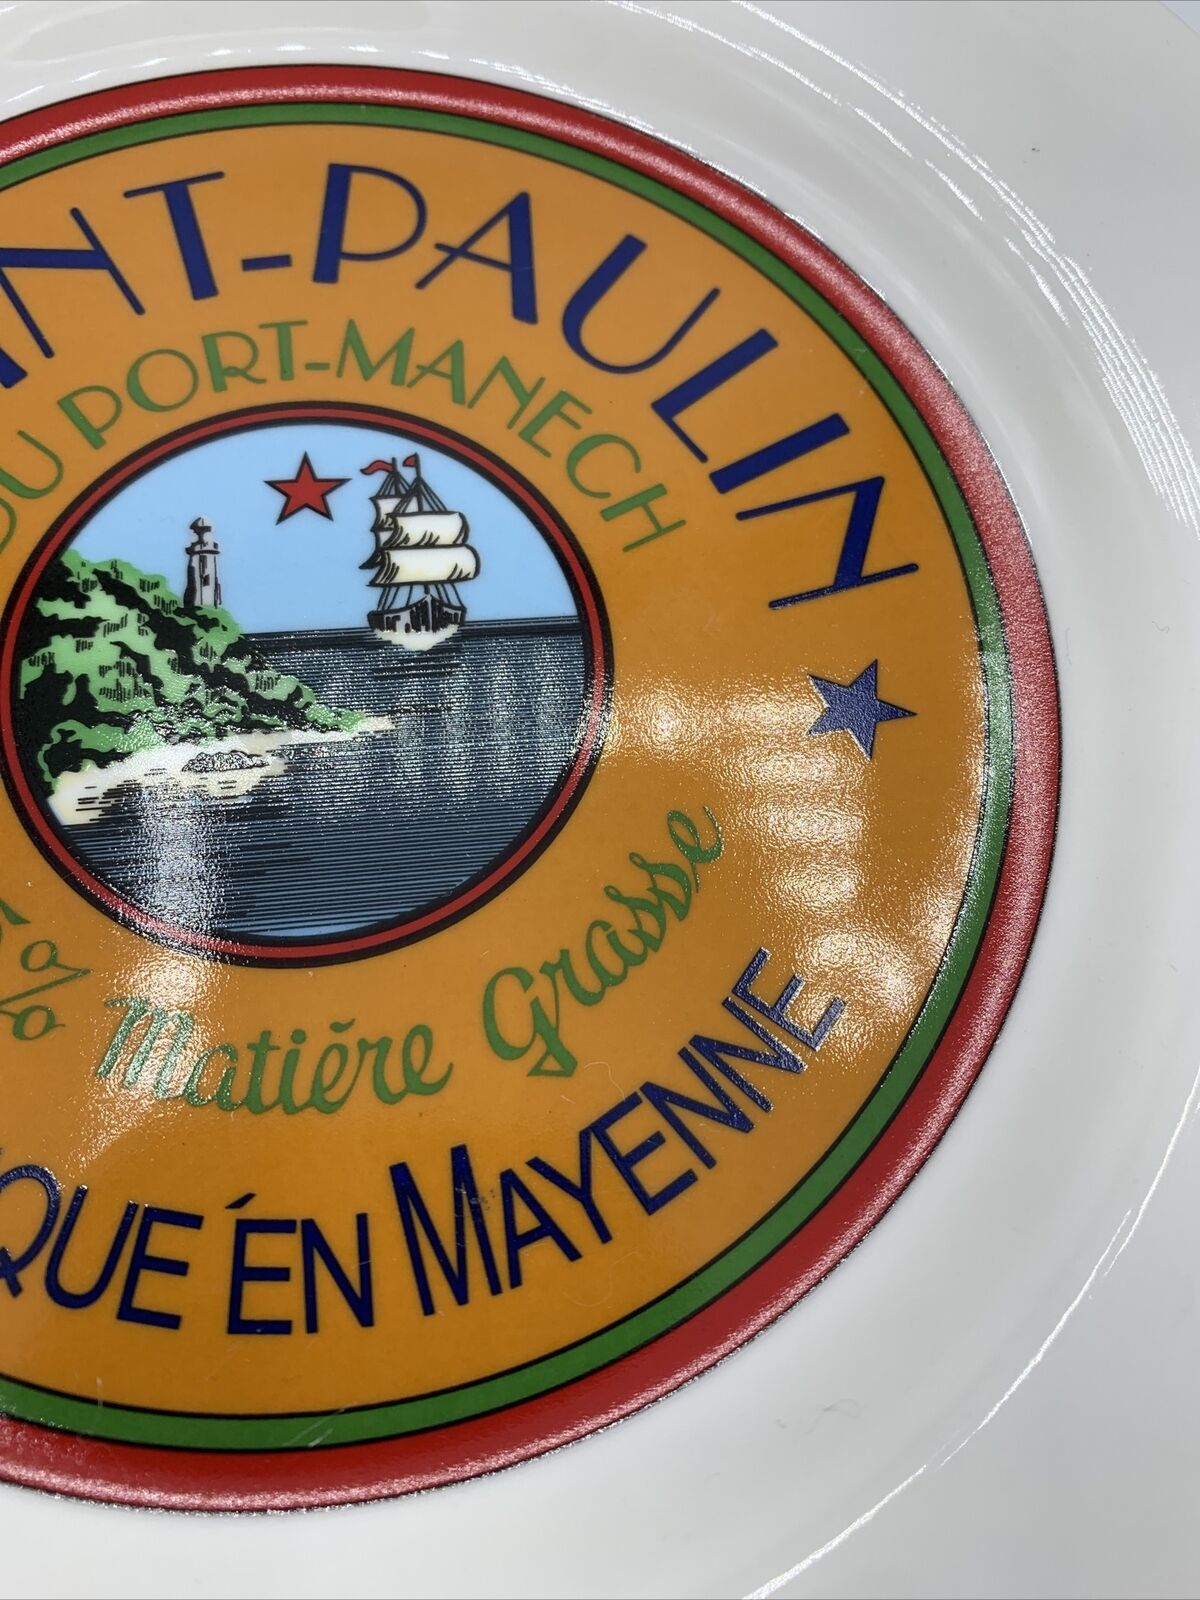 INT-PAULIN
DU PORT-MANECH
% Matière Grasse
QUE ÉN MAYENNE